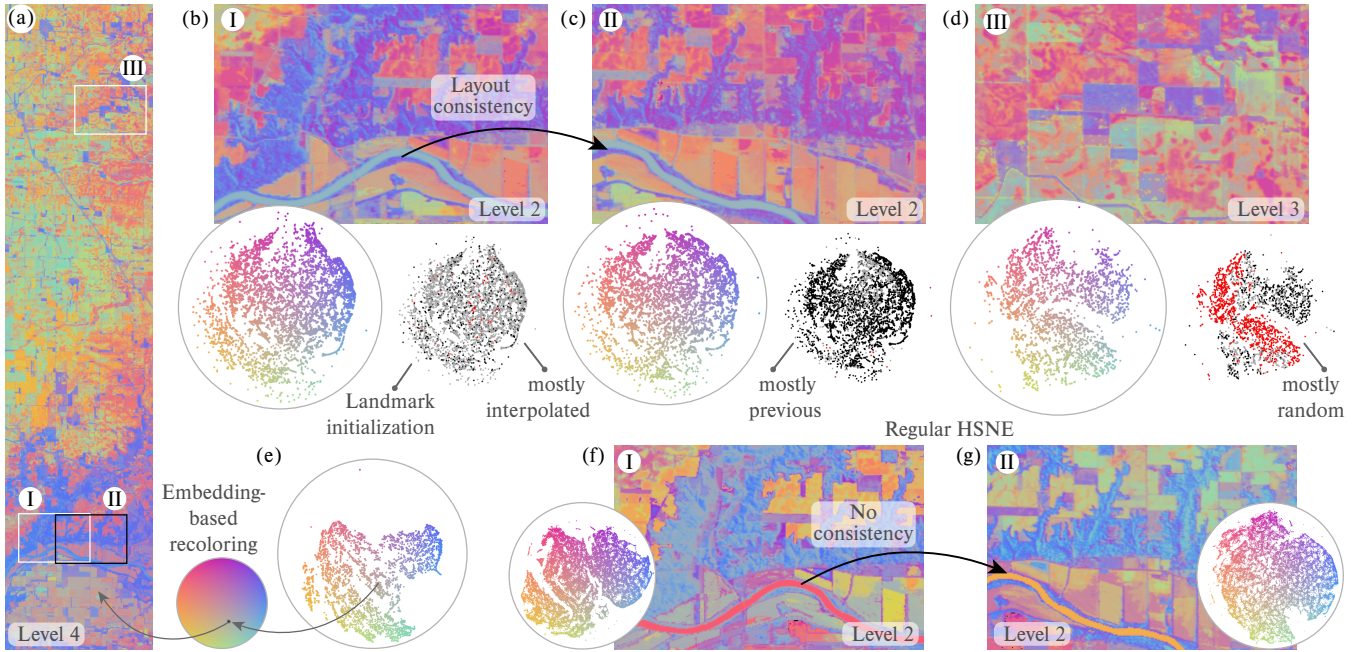 (a)
III
I
II
Level 4
(b)
I
Level 2
Layout
consistency
(c)
II
Level 2
(d)
III
Level 3
Landmark
initialization
mostly
interpolated
mostly
previous
mostly
random
Regular HSNE
Embedding-
based
recoloring
(e)
(f)
I
Level 2
No
consistency
(g)
II
Level 2